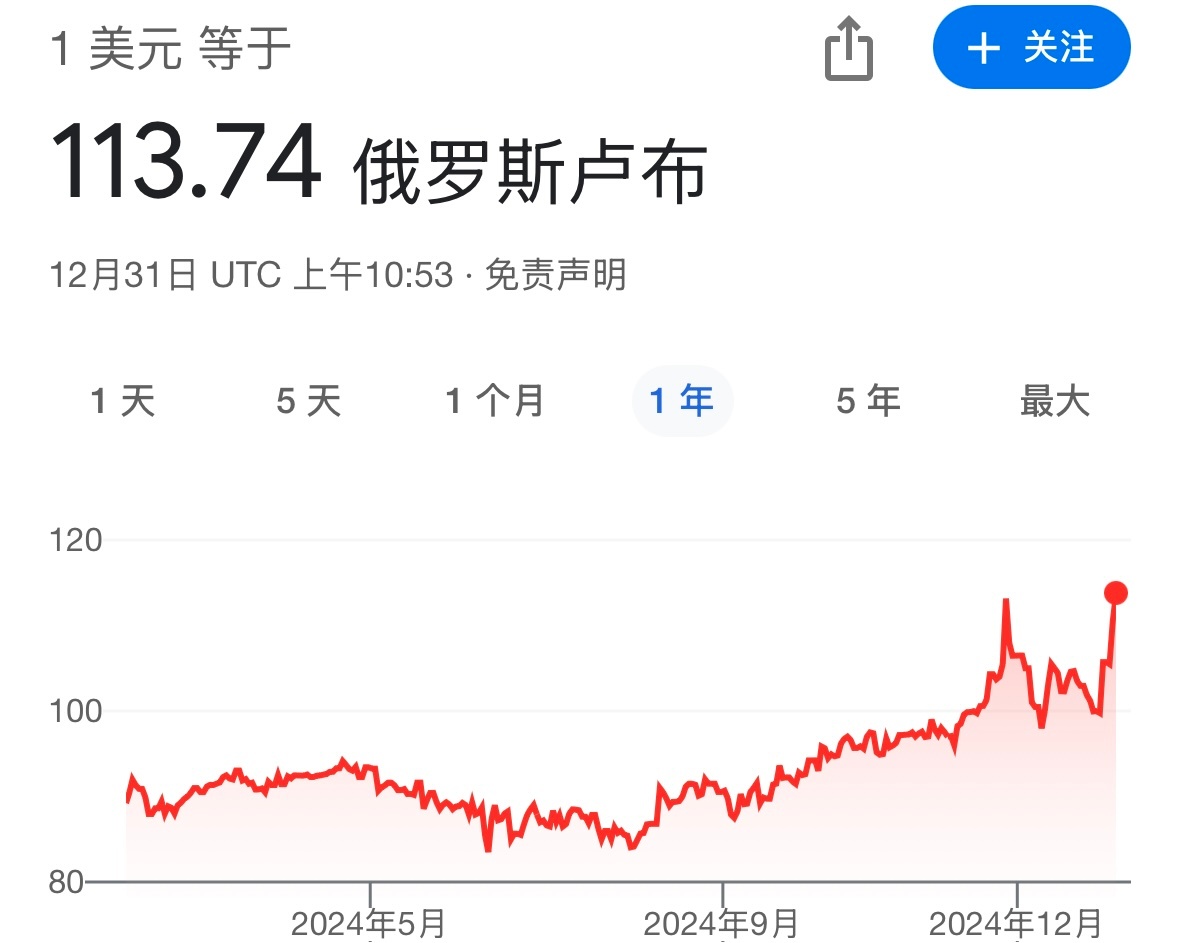 1 美元 等于
关注
113.74 俄罗斯卢布
12月31日 UTC 上午10:53 · 免责声明
1 天 5 天 1 个月 1 年 5 年 最大
120
100
80
2024年5月 2024年9月 2024年12月